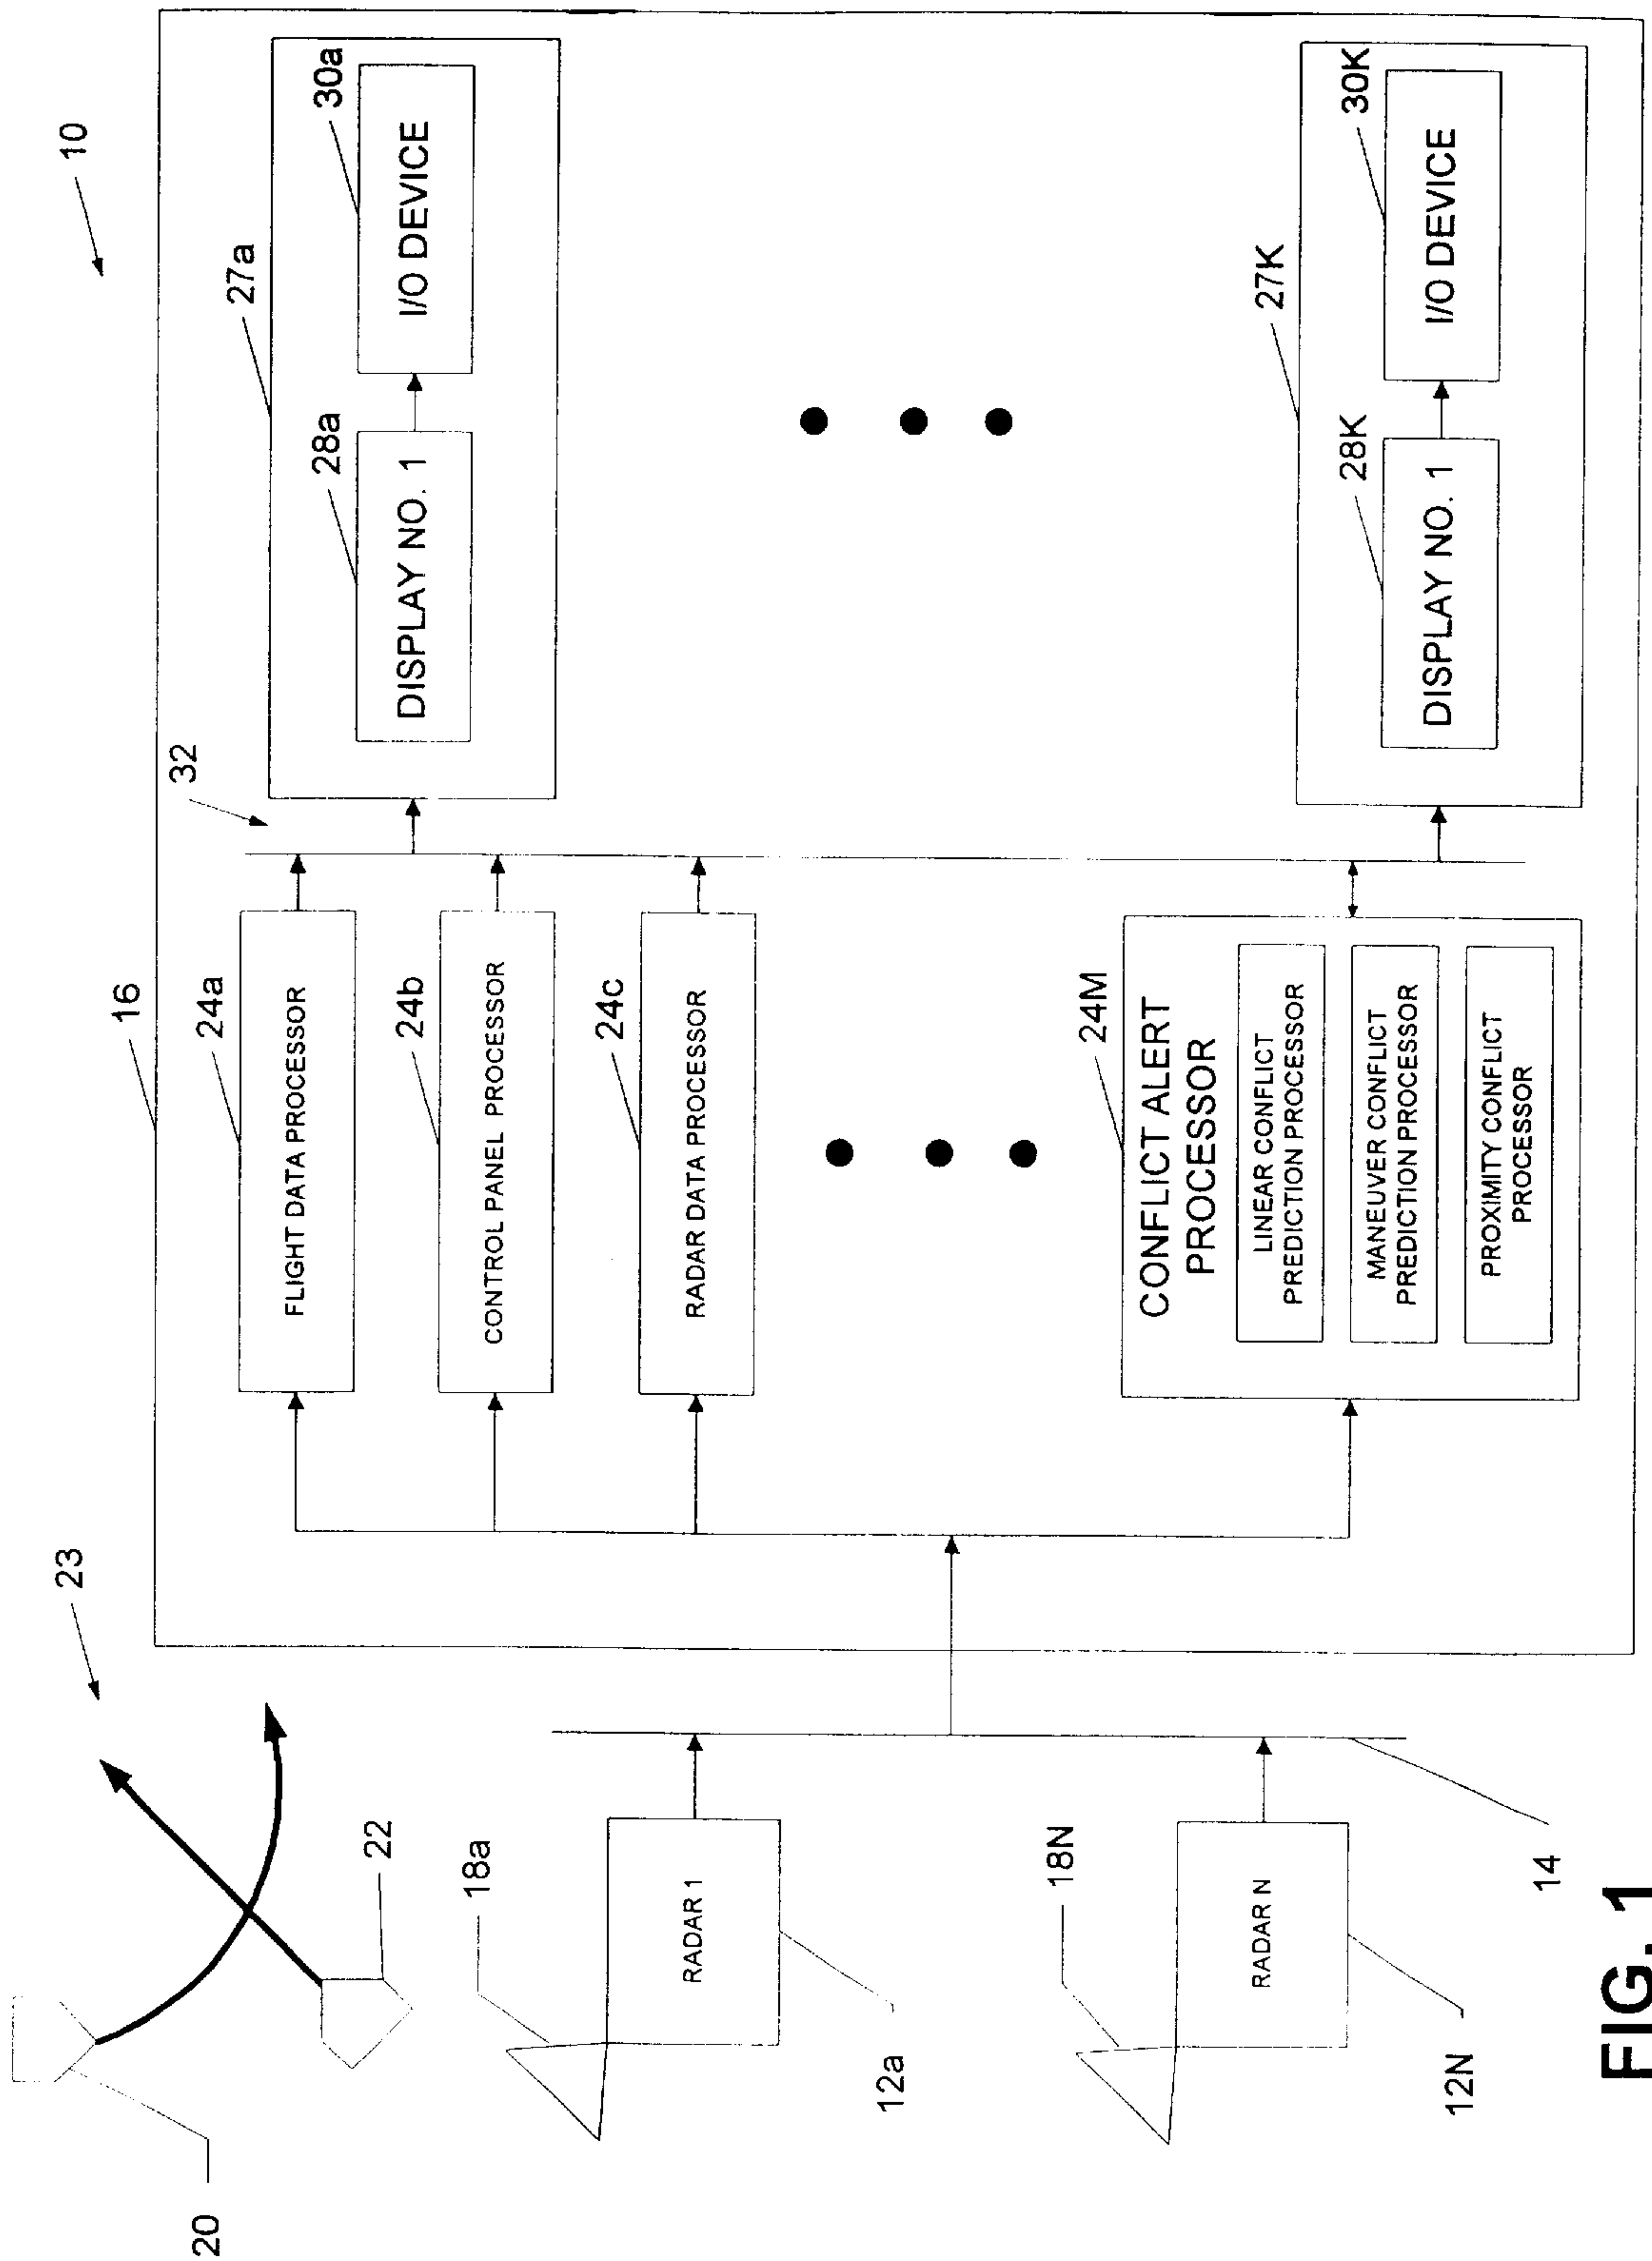 10
16
23
32
20
22
18a
RADAR 1
12a
18N
RADAR N
12N
14
24a
FLIGHT DATA PROCESSOR
24b
CONTROL PANEL PROCESSOR
24c
RADAR DATA PROCESSOR
24M
CONFLICT ALERT
PROCESSOR
LINEAR CONFLICT
PREDICTION PROCESSOR
MANEUVER CONFLICT
PREDICTION PROCESSOR
PROXIMITY CONFLICT
PROCESSOR
27a
28a
DISPLAY NO. 1
30a
I/O DEVICE
27K
28K
DISPLAY NO. 1
30K
I/O DEVICE
FIG. 1